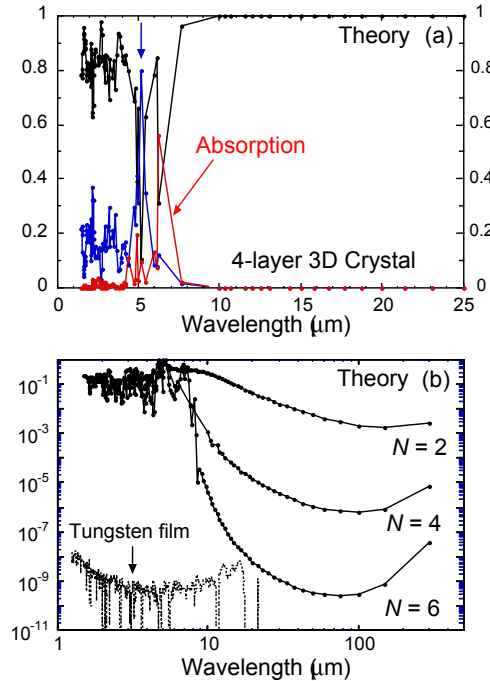 Theory (a)
1
0.8
0.6
0.4
0.2
0
1
0.8
0.6
0.4
0.2
0
Absorption
4-layer 3D Crystal
0 5 10 15 20 25
Wavelength (μm)
Theory (b)
10-1
10-3
10-5
10-7
10-9
10-11
N = 2
N = 4
Tungsten film
N = 6
1 10 100
Wavelength (μm)